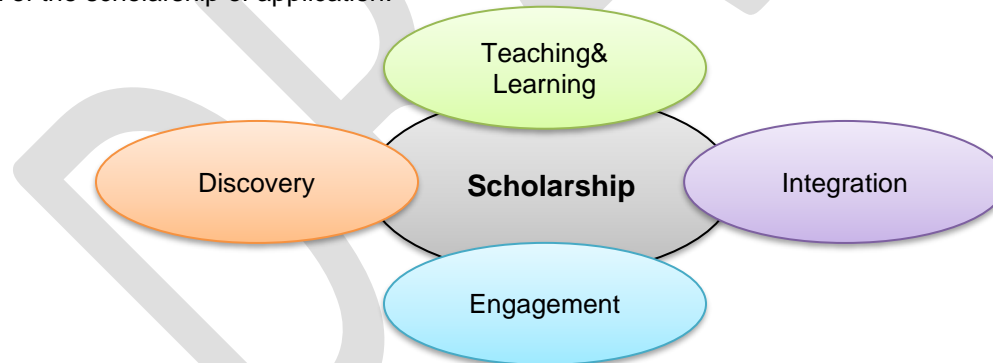 of the scholarship of application.
Teaching&
Learning
Discovery
Scholarship
Integration
Engagement